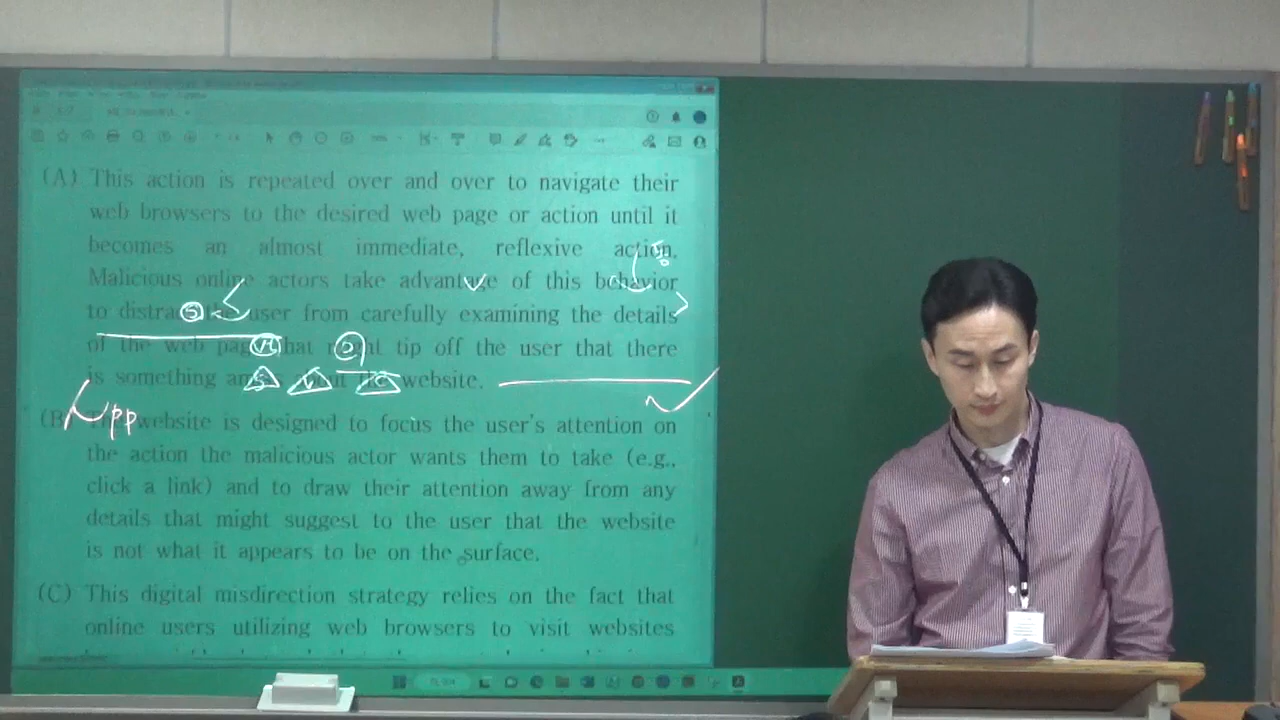 (A) This action is repeated over and over to navigate their
web browsers to the desired web page or action until it
becomes an almost immediate, reflexive action.
Malicious online actors take advantage of this behavior
to distract the user from carefully examining the details
of the web page that might tip off the user that there
is something about the website.
pp
(B) The website is designed to focus the user's attention on
the action the malicious actor wants them to take (e.g.,
click a link) and to draw their attention away from any
details that might suggest to the user that the website
is not what it appears to be on the surface.
(C) This digital misdirection strategy relies on the fact that
online users utilizing web browsers to visit websites